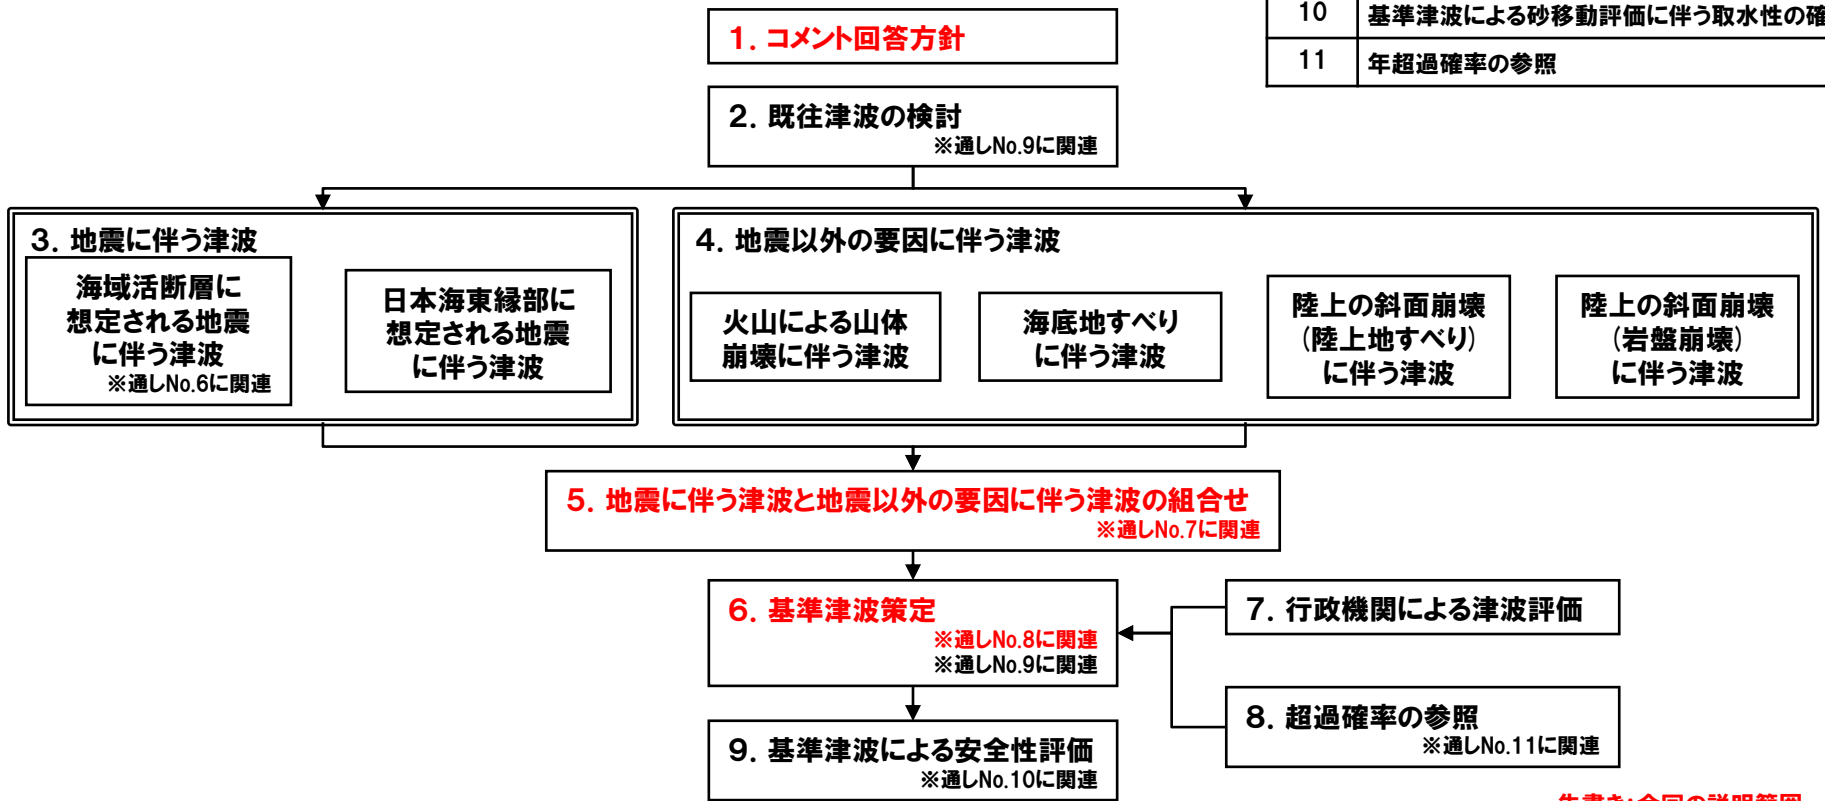 10 基準津波による砂移動評価に伴う取水性の確
11 年超過確率の参照
1. コメント回答方針
2. 既往津波の検討
※通しNo.9に関連
3. 地震に伴う津波
海域活断層に
想定される地震
に伴う津波
※通しNo.6に関連
日本海東縁部に
想定される地震
に伴う津波
4. 地震以外の要因に伴う津波
火山による山体
崩壊に伴う津波
海底地すべり
に伴う津波
陸上の斜面崩壊
(陸上地すべり)
に伴う津波
陸上の斜面崩壊
(岩盤崩壊)
に伴う津波
5. 地震に伴う津波と地震以外の要因に伴う津波の組合せ
※通しNo.7に関連
6. 基準津波策定
※通しNo.8に関連
※通しNo.9に関連
7. 行政機関による津波評価
8. 超過確率の参照
※通しNo.11に関連
9. 基準津波による安全性評価
※通しNo.10に関連